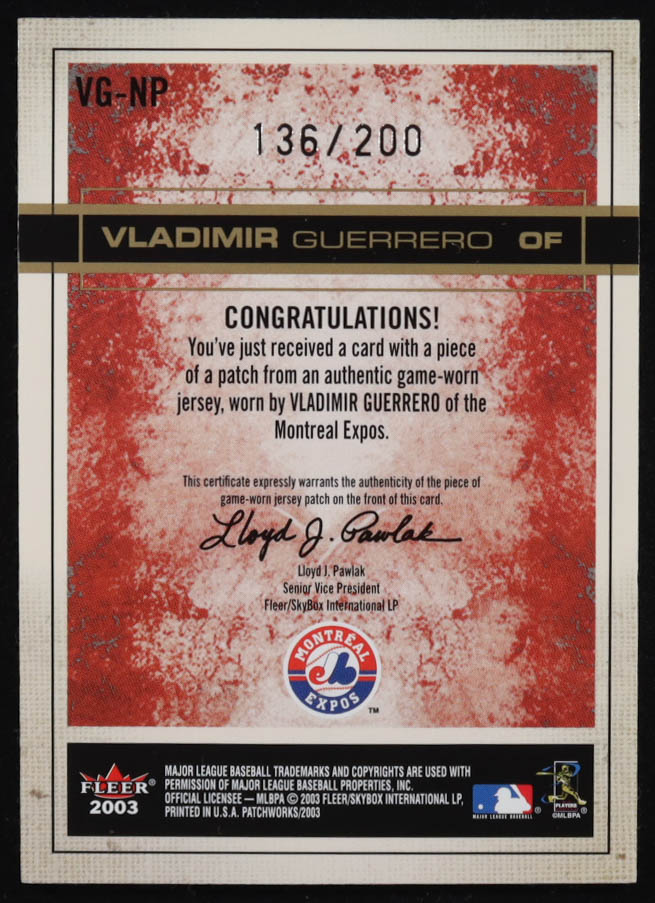 VG-NP
136/200
VLADIMIR GUERRERO OF
CONGRATULATIONS!
You've just received a card with a piece
of a patch from an authentic game-worn
jersey, worn by VLADIMIR GUERRERO of the
Montreal Expos.
This certificate expressly warrants the authenticity of the piece of
game-worn jersey patch on the front of this card.
Lloyd J. Pawlak
Lloyd J. Pawlak
Senior Vice President
Fleer/SkyBox International LP
MONTRÉAL
EXPOS
™
FLEER®
2003
MAJOR LEAGUE BASEBALL TRADEMARKS AND COPYRIGHTS ARE USED WITH
PERMISSION OF MAJOR LEAGUE BASEBALL PROPERTIES, INC.
OFFICIAL LICENSEE — MLBPA © 2003 FLEER/SKYBOX INTERNATIONAL LP,
PRINTED IN U.S.A. PATCHWORKS/2003
MAJOR LEAGUE BASEBALL ®
PLAYERS
©MLBPA